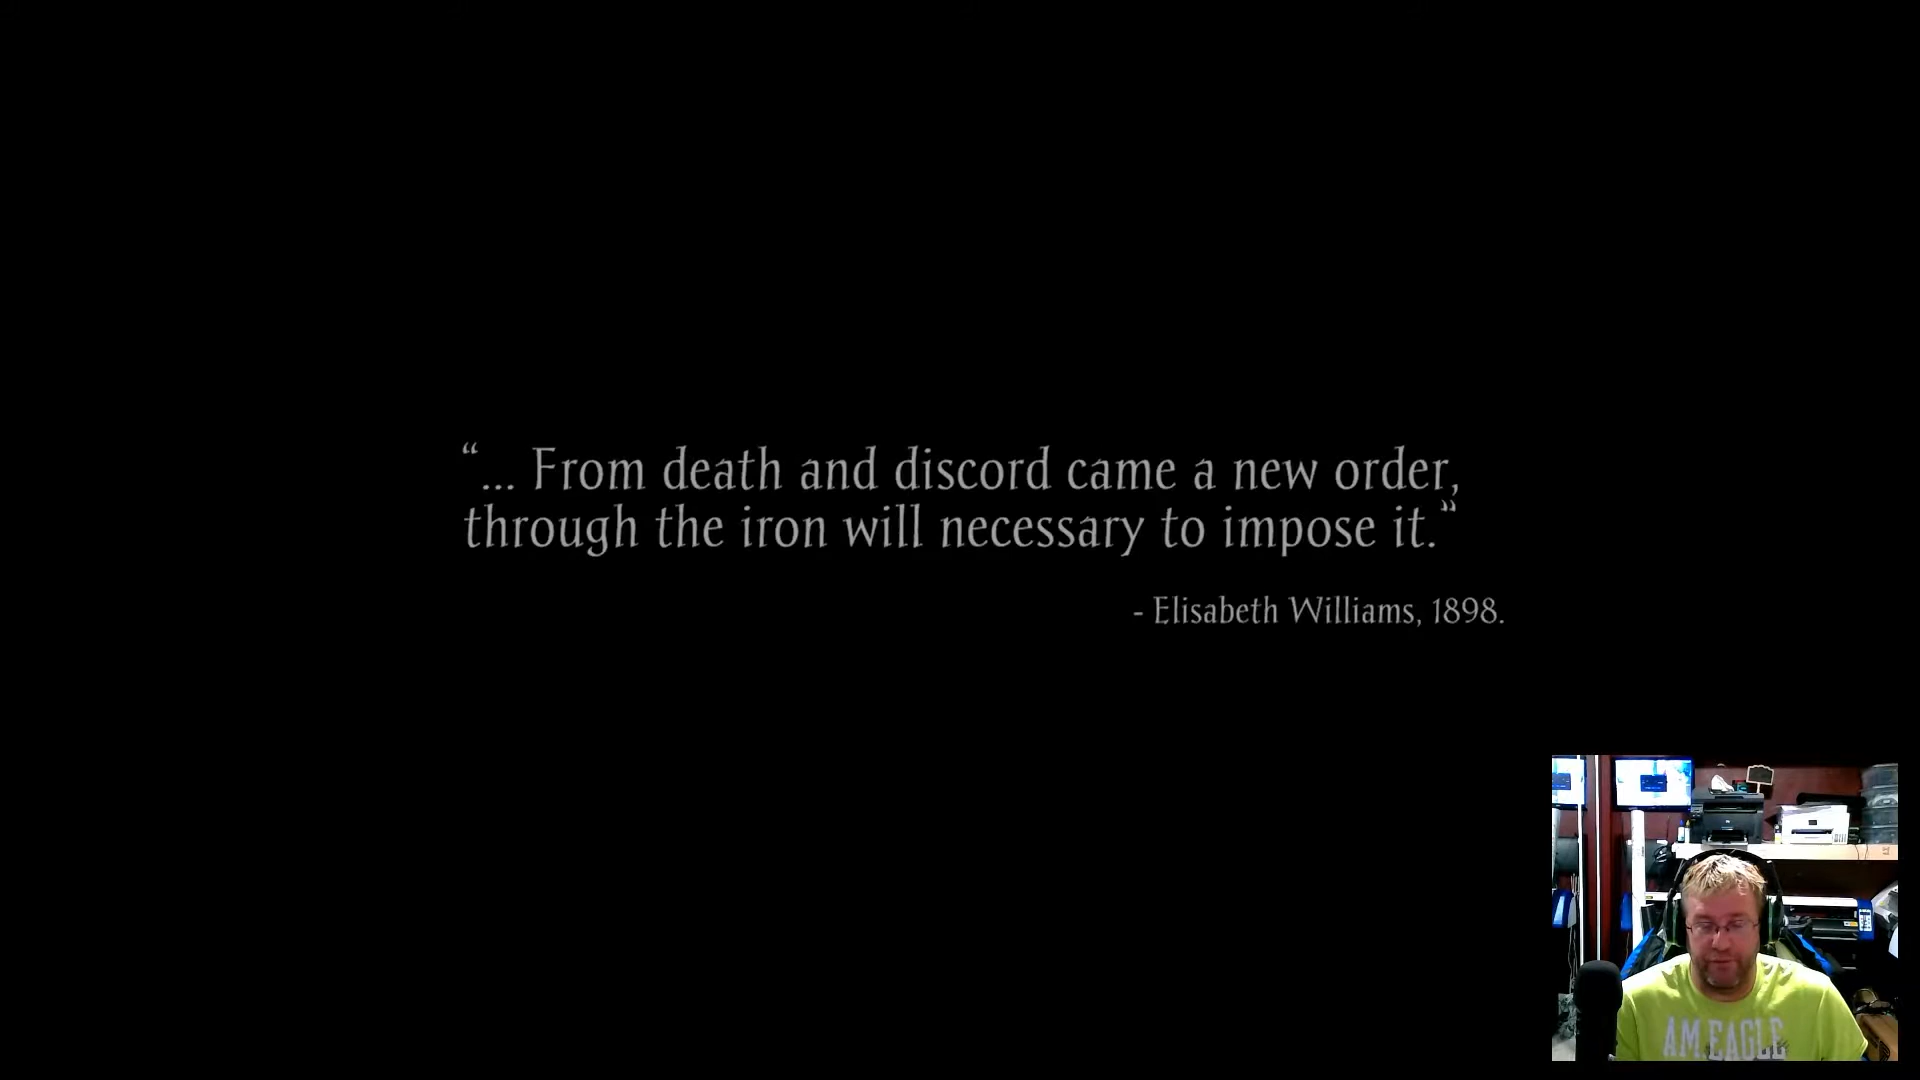 “... From death and discord came a new order,
through the iron will necessary to impose it.”
- Elisabeth Williams, 1898.
AM.EAGLE